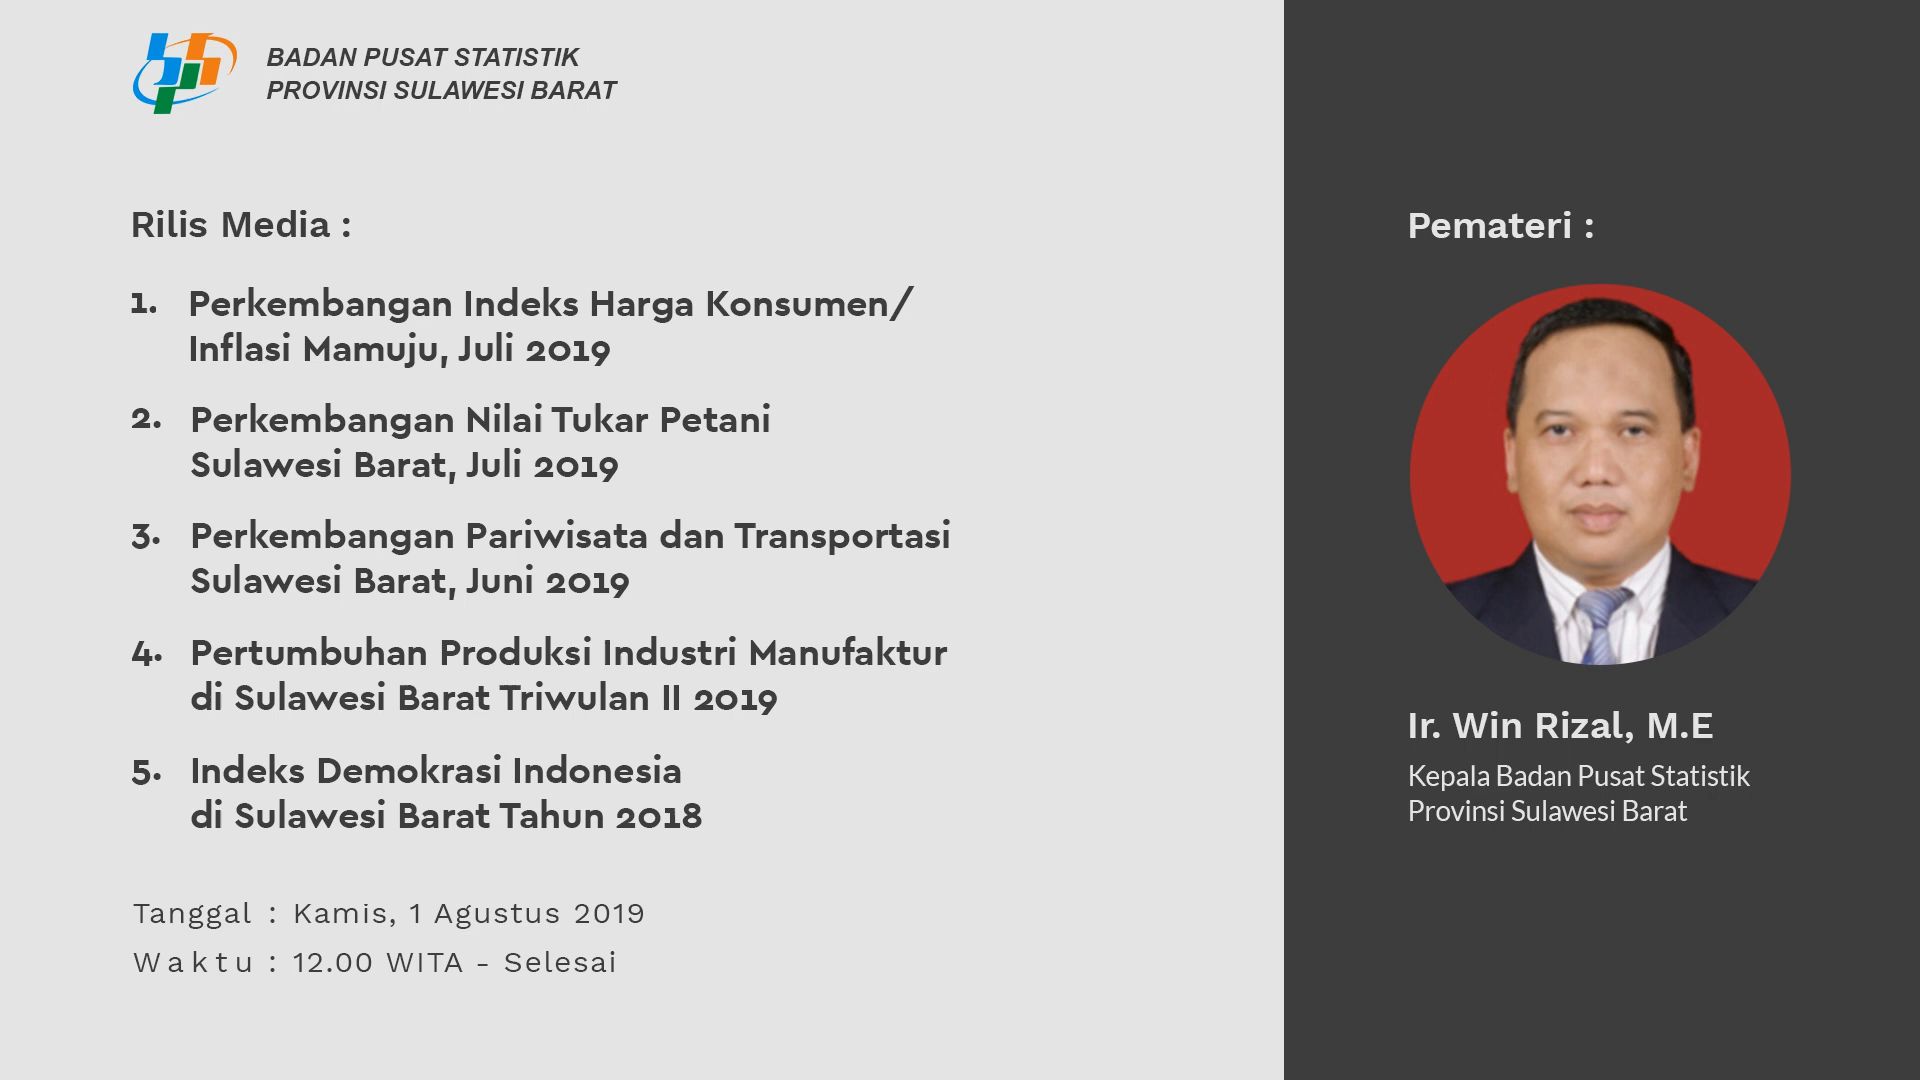 BADAN PUSAT STATISTIK
PROVINSI SULAWESI BARAT
Rilis Media :
1. Perkembangan Indeks Harga Konsumen/
Inflasi Mamuju, Juli 2019
2. Perkembangan Nilai Tukar Petani
Sulawesi Barat, Juli 2019
3. Perkembangan Pariwisata dan Transportasi
Sulawesi Barat, Juni 2019
4. Pertumbuhan Produksi Industri Manufaktur
di Sulawesi Barat Triwulan II 2019
5. Indeks Demokrasi Indonesia
di Sulawesi Barat Tahun 2018
Tanggal : Kamis, 1 Agustus 2019
Waktu : 12.00 WITA - Selesai
Pemateri :
Ir. Win Rizal, M.E
Kepala Badan Pusat Statistik
Provinsi Sulawesi Barat